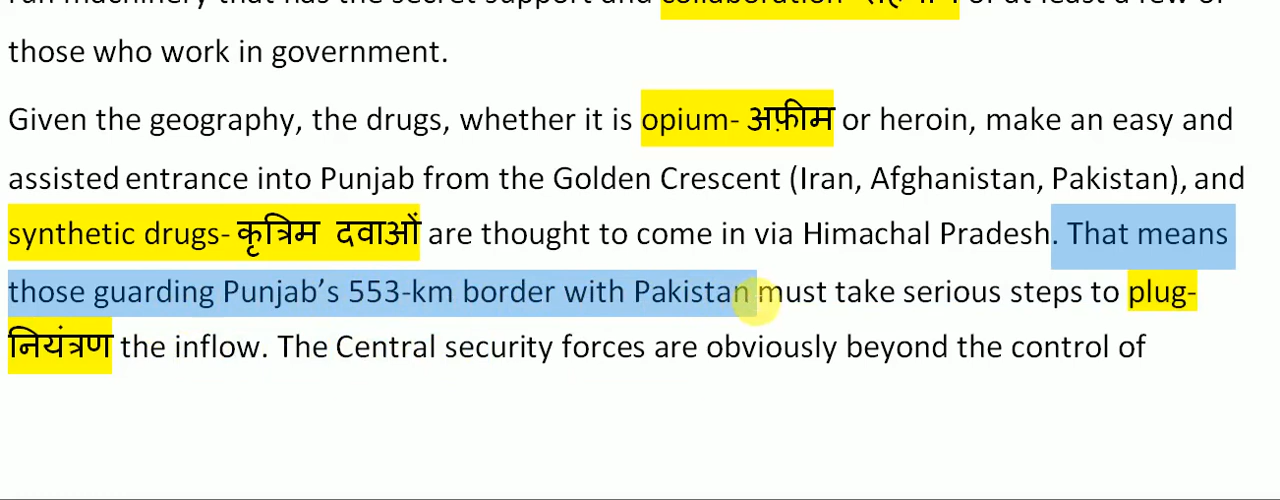 those who work in government.
Given the geography, the drugs, whether it is opium- अफ़ीम or heroin, make an easy and
assisted entrance into Punjab from the Golden Crescent (Iran, Afghanistan, Pakistan), and
synthetic drugs- कृत्रिम दवाओं are thought to come in via Himachal Pradesh. That means
those guarding Punjab’s 553-km border with Pakistan must take serious steps to plug-
नियंत्रण the inflow. The Central security forces are obviously beyond the control of